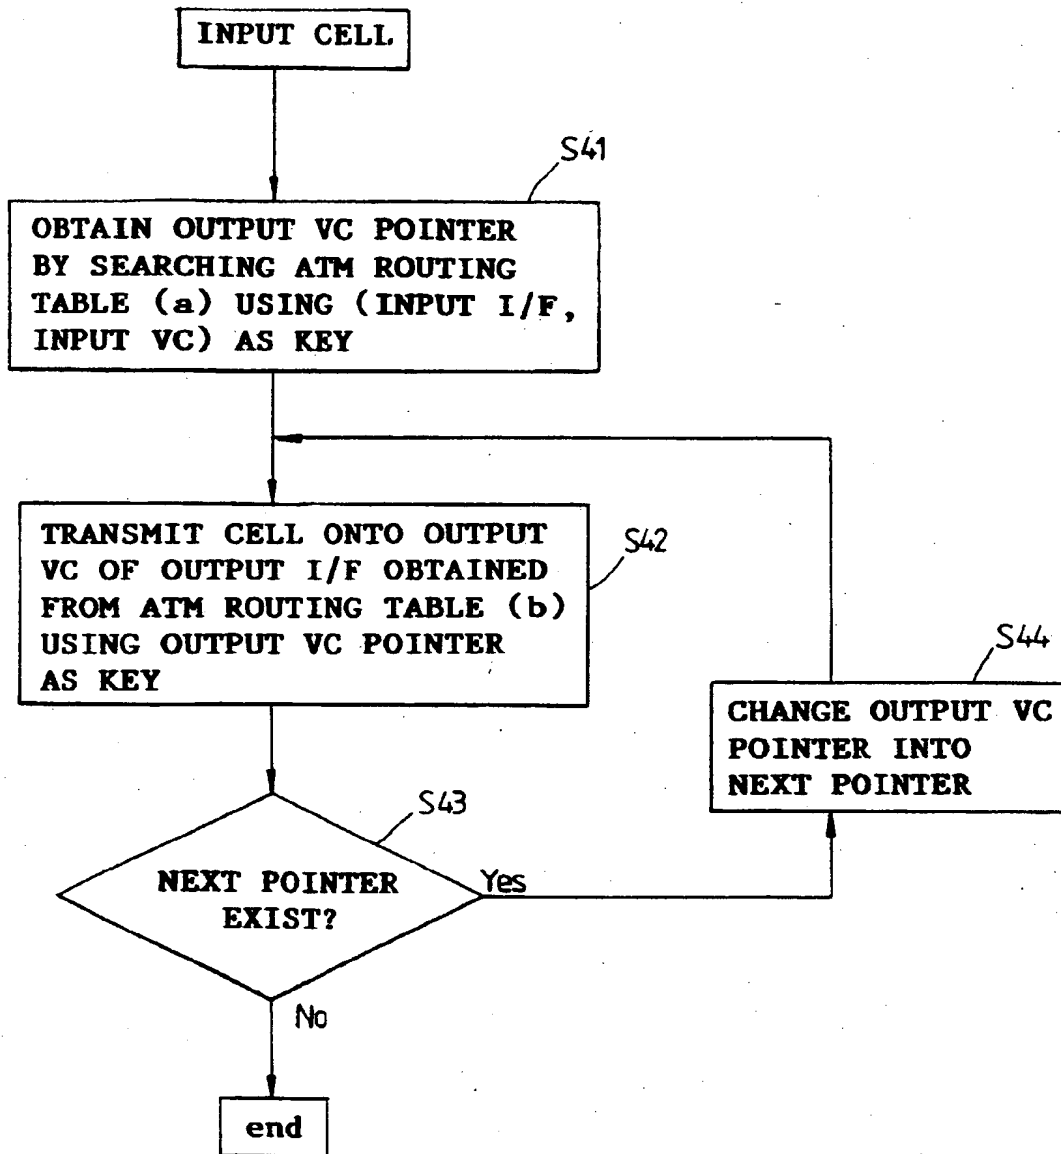 INPUT CELL
S41
OBTAIN OUTPUT VC POINTER
BY SEARCHING ATM ROUTING
TABLE (a) USING (INPUT I/F,
INPUT VC) AS KEY
TRANSMIT CELL ONTO OUTPUT
VC OF OUTPUT I/F OBTAINED
FROM ATM ROUTING TABLE (b)
USING OUTPUT VC POINTER
AS KEY
S42
S44
CHANGE OUTPUT VC
POINTER INTO
NEXT POINTER
S43
NEXT POINTER
EXIST?
Yes
No
end